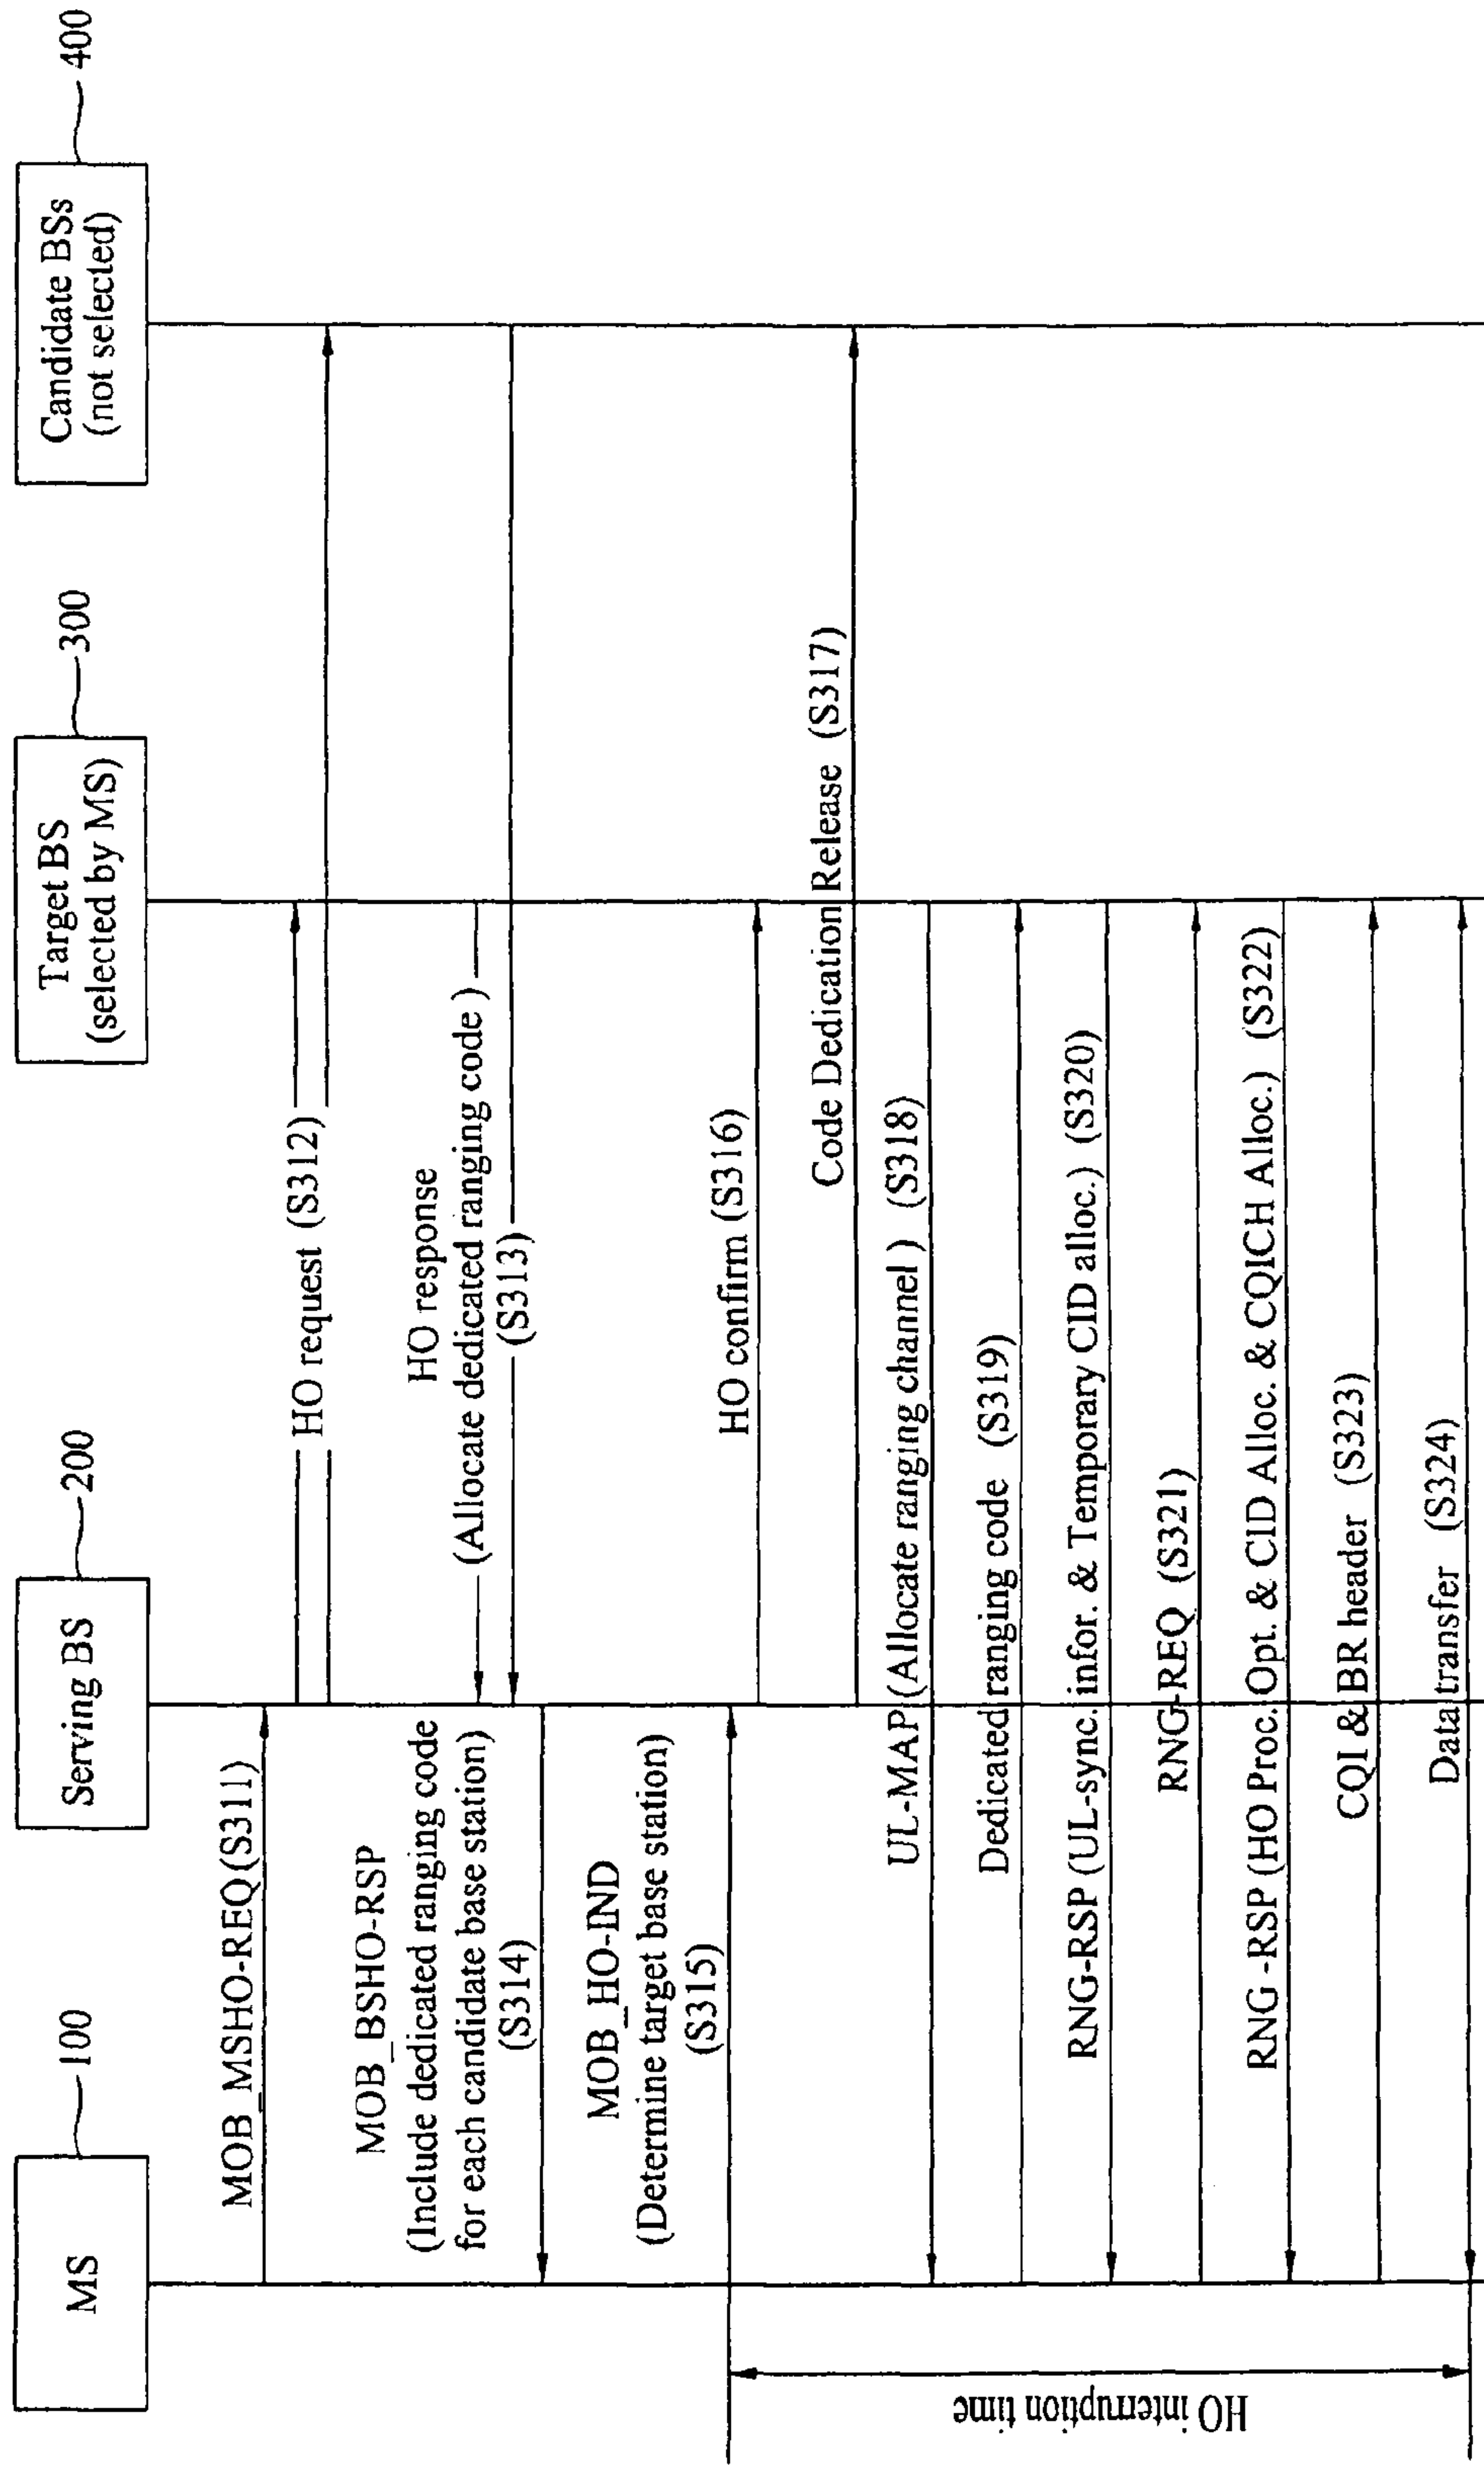 MS
100
Serving BS
200
Target BS
(selected by MS)
300
Candidate BSs
(not selected)
400
MOB_MSHO-REQ (S311)
HO request (S312)
HO response
(Allocate dedicated ranging code)
(S313)
MOB_BSHO-RSP
(Include dedicated ranging code
for each candidate base station)
(S314)
MOB_HO-IND
(Determine target base station)
(S315)
HO confirm (S316)
Code Dedication Release (S317)
UL-MAP (Allocate ranging channel) (S318)
Dedicated ranging code (S319)
RNG-RSP (UL-sync. infor. & Temporary CID alloc.) (S320)
RNG-REQ (S321)
RNG-RSP (HO Proc. Opt. & CID Alloc. & CQICH Alloc.) (S322)
CQI & BR header (S323)
Data transfer (S324)
HO interruption time